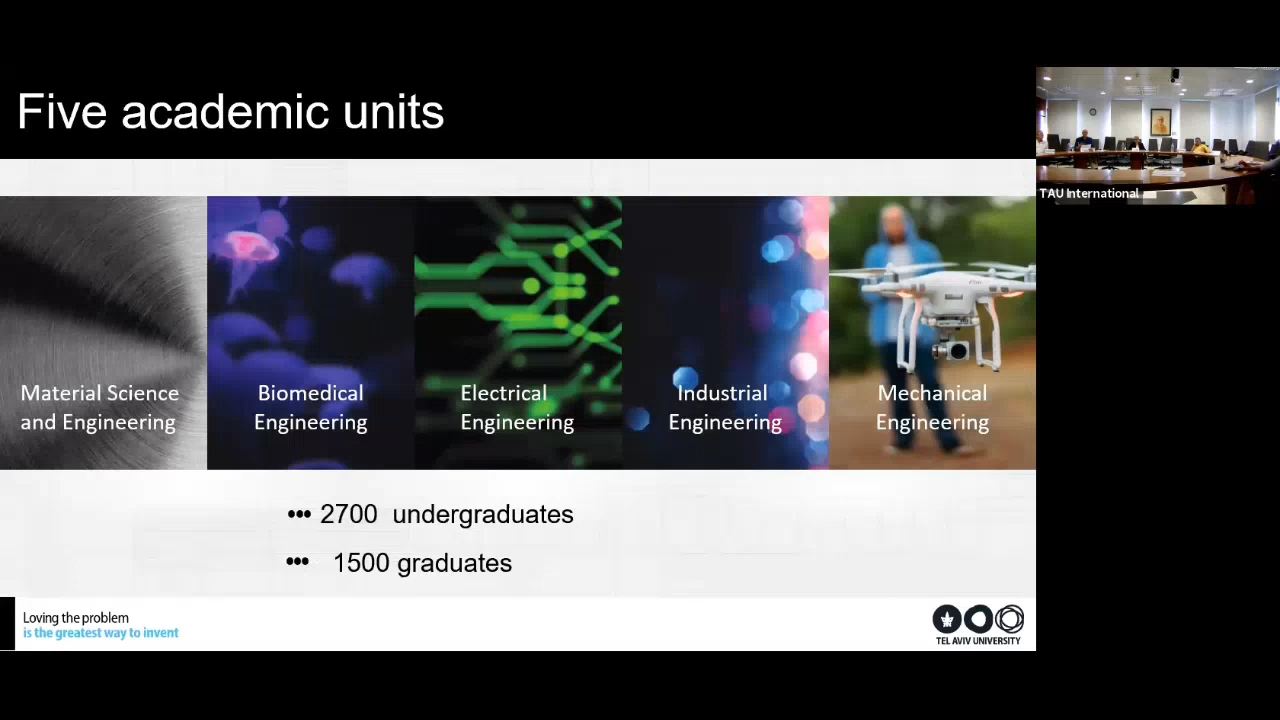 Five academic units
TAU International
Material Science
and Engineering
Biomedical
Engineering
Electrical
Engineering
Industrial
Engineering
Mechanical
Engineering
••• 2700 undergraduates
••• 1500 graduates
Loving the problem
is the greatest way to invent
TEL AVIV UNIVERSITY